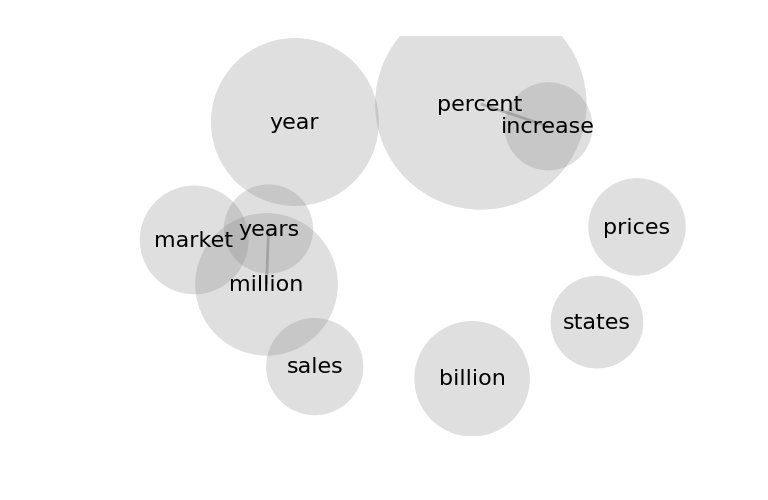 percent
year
increase
prices
years
market
million
states
sales
billion